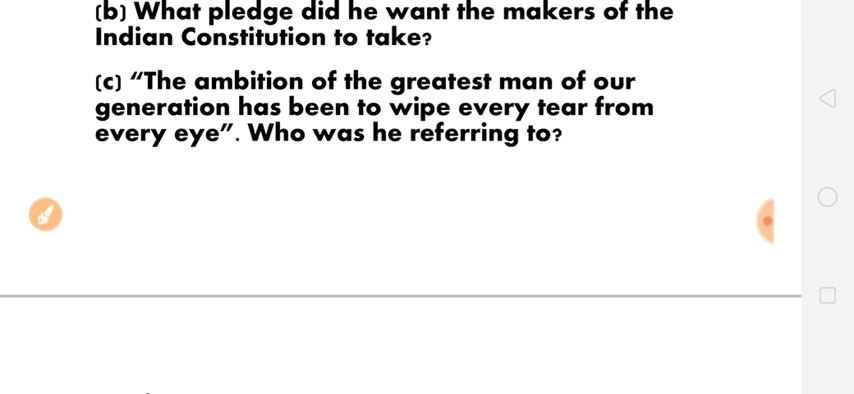 (b) What pledge did he want the makers of the
Indian Constitution to take?
(c) “The ambition of the greatest man of our
generation has been to wipe every tear from
every eye”. Who was he referring to?